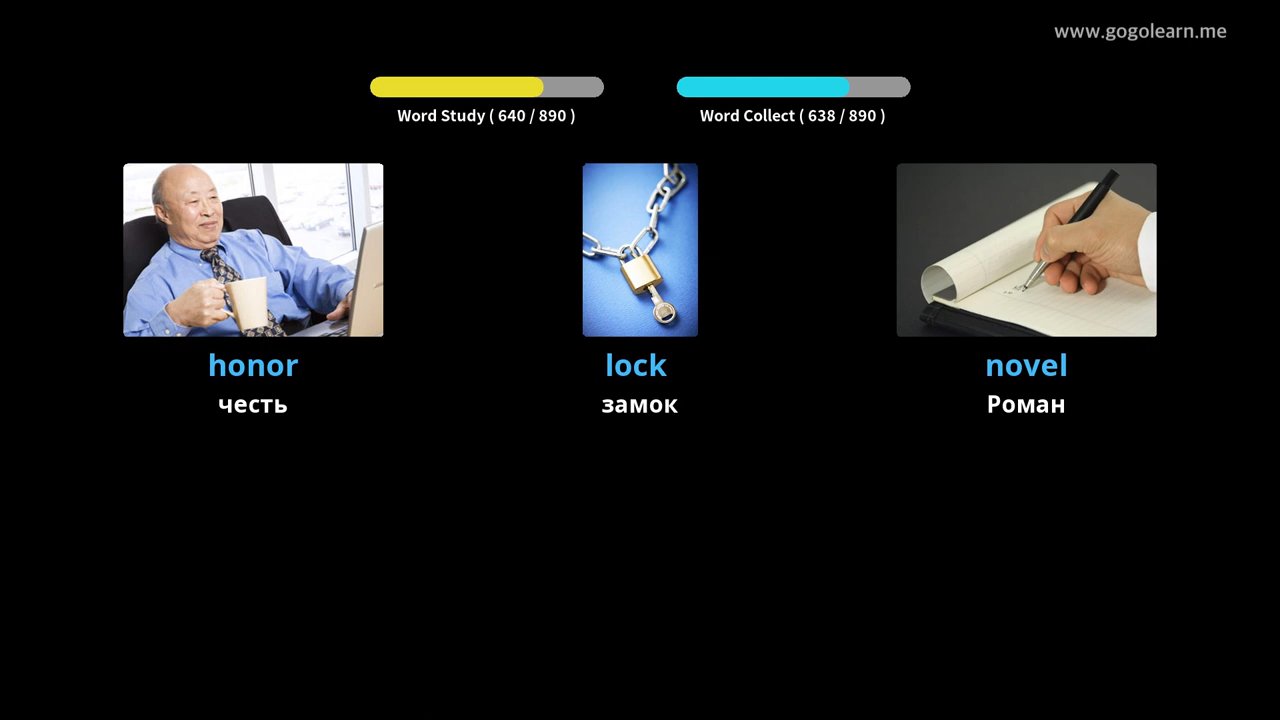 www.gogolearn.me
Word Study ( 640 / 890 )
Word Collect ( 638 / 890 )
honor
честь
lock
замок
novel
Роман